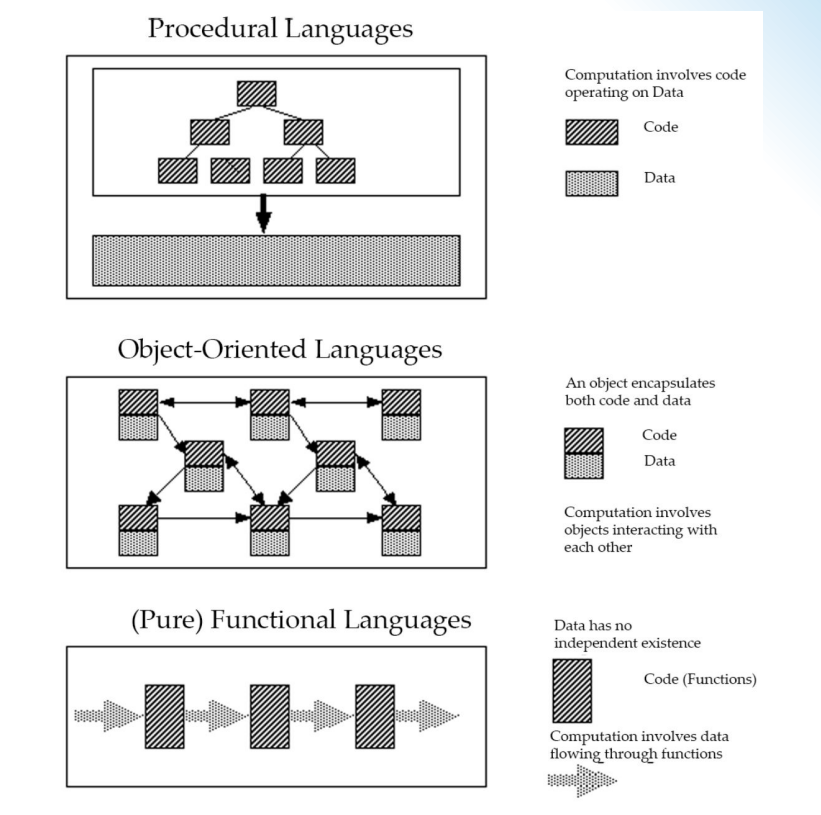 Procedural Languages
Computation involves code
operating on Data
Code
Data
Object-Oriented Languages
An object encapsulates
both code and data
Code
Data
Computation involves
objects interacting with
each other
(Pure) Functional Languages
Data has no
independent existence
Code (Functions)
Computation involves data
flowing through functions